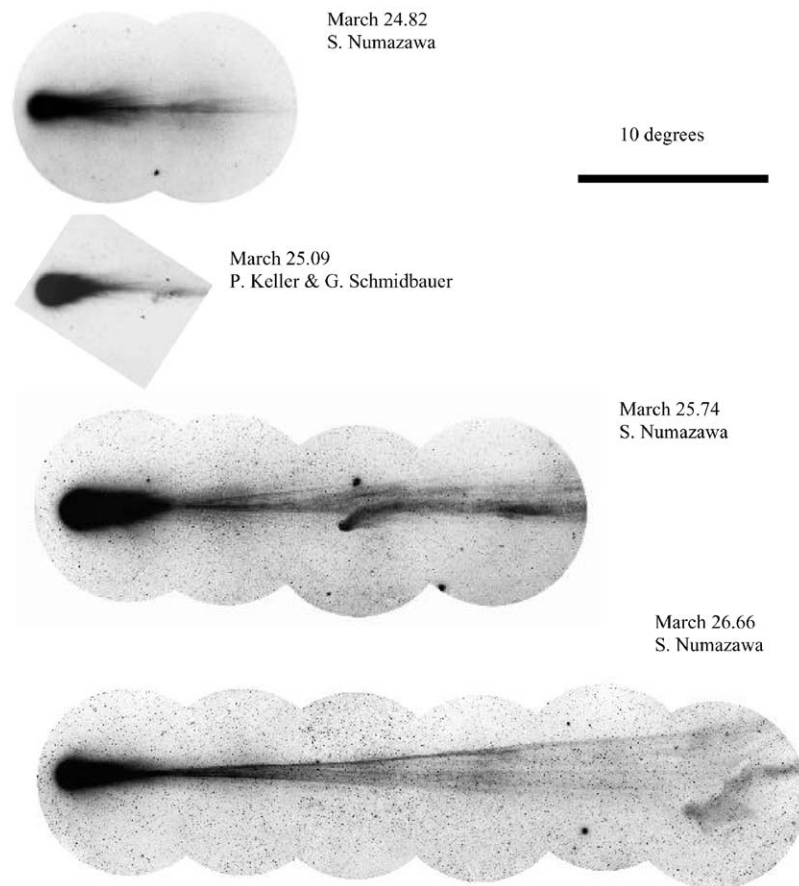 March 24.82
S. Numazawa
10 degrees
March 25.09
P. Keller & G. Schmidbauer
March 25.74
S. Numazawa
March 26.66
S. Numazawa